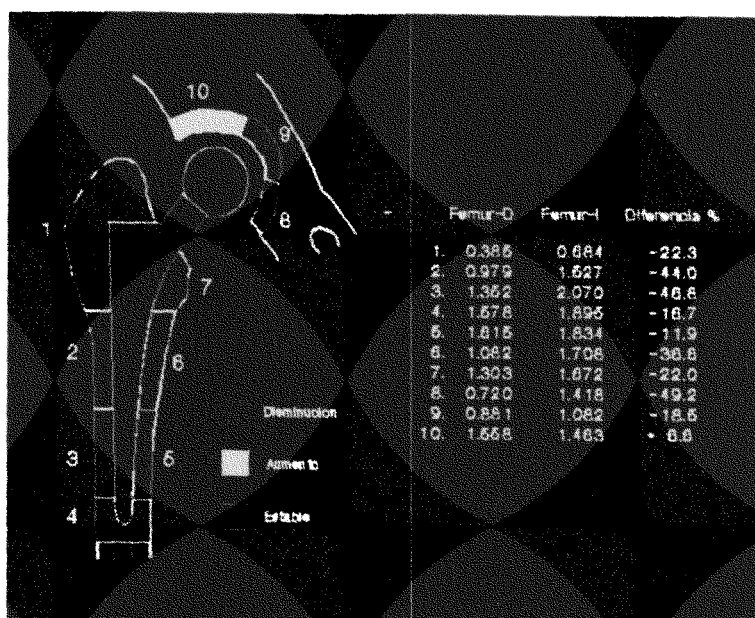 10
9
8
1
7
2
6
3
5
4
Femur-D Femur-I Diferencia %
1. 0.385 0.684 -22.3
2. 0.979 1.527 -44.0
3. 1.352 2.070 -46.8
4. 1.578 1.895 -16.7
5. 1.615 1.834 -11.9
6. 1.082 1.708 -36.6
7. 1.303 1.672 -22.0
8. 0.720 1.418 -49.2
9. 0.881 1.082 -18.5
10. 1.558 1.463 + 6.6
Disminucion
Aumento
Estable